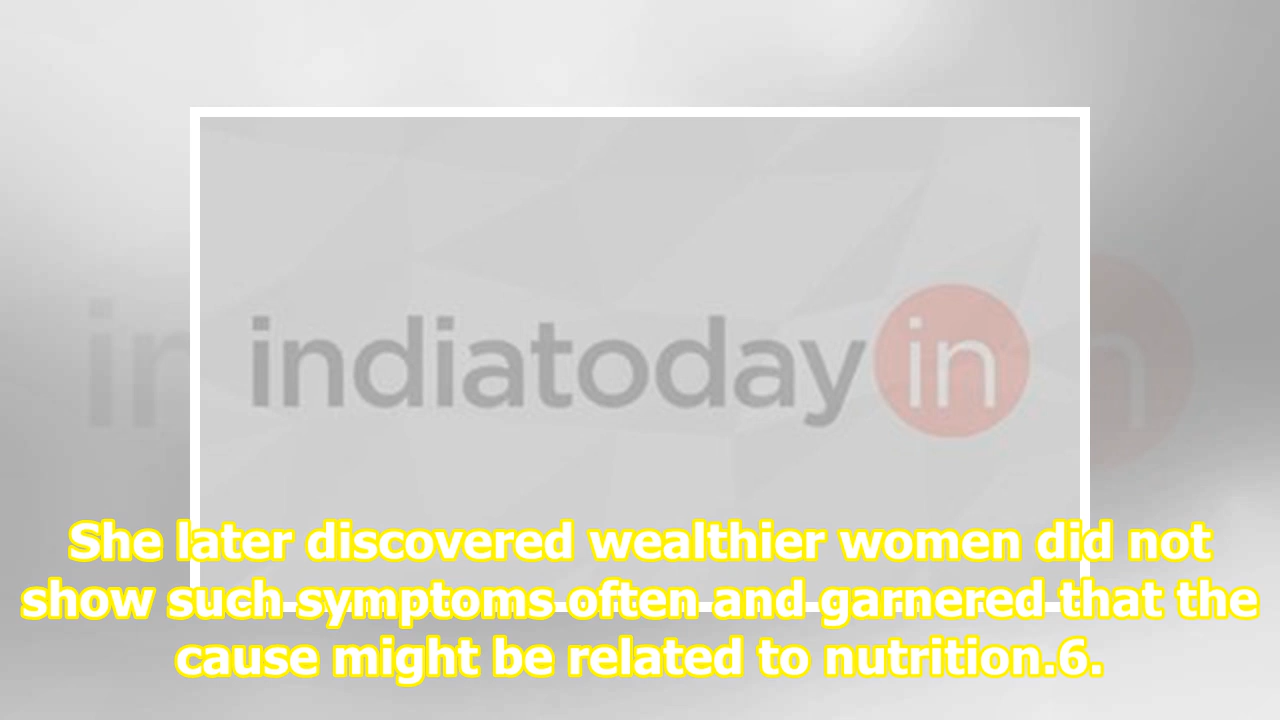 indiatoday in
in n
She later discovered wealthier women did not
show such symptoms often and garnered that the
cause might be related to nutrition.6.